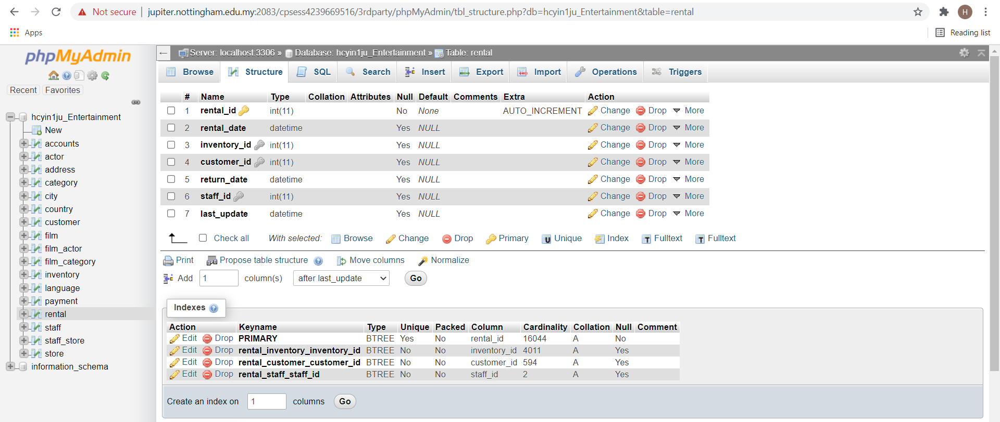 Not secure | jupiter.nottingham.edu.my:2083/cpsess4239669516/3rdparty/phpMyAdmin/tbl_structure.php?db=hcyin1ju_Entertainment&table=rental
H
Apps
Reading list
phpMyAdmin
Recent Favorites
hcyin1ju_Entertainment
New
accounts
actor
address
category
city
country
customer
film
film_actor
film_category
inventory
language
payment
rental
staff
staff_store
store
information_schema
Server: localhost:3306 » Database: hcyin1ju_Entertainment » Table: rental
Browse Structure SQL Search Insert Export Import Operations Triggers
# Name Type Collation Attributes Null Default Comments Extra Action
1 rental_id int(11) No None AUTO_INCREMENT Change Drop More
2 rental_date datetime Yes NULL Change Drop More
3 inventory_id int(11) Yes NULL Change Drop More
4 customer_id int(11) Yes NULL Change Drop More
5 return_date datetime Yes NULL Change Drop More
6 staff_id int(11) Yes NULL Change Drop More
7 last_update datetime Yes NULL Change Drop More
Check all With selected: Browse Change Drop Primary Unique Index Fulltext Fulltext
Print Propose table structure Move columns Normalize
Add 1 column(s) after last_update Go
Indexes
Action Keyname Type Unique Packed Column Cardinality Collation Null Comment
Edit Drop PRIMARY BTREE Yes No rental_id 16044 A No
Edit Drop rental_inventory_inventory_id BTREE No No inventory_id 4011 A Yes
Edit Drop rental_customer_customer_id BTREE No No customer_id 594 A Yes
Edit Drop rental_staff_staff_id BTREE No No staff_id 2 A Yes
Create an index on 1 columns Go